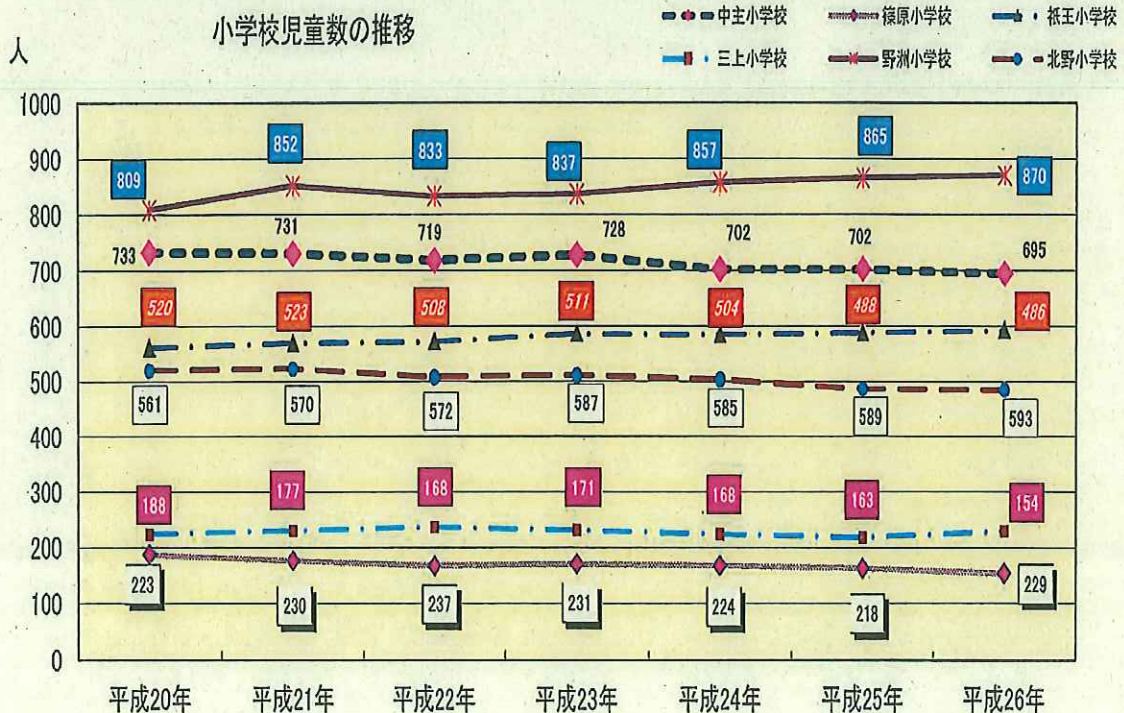 小学校児童数の推移
人
中主小学校 篠原小学校 祇王小学校
三上小学校 野洲小学校 北野小学校
1000
900
800
700
600
500
400
300
200
100
0
809 852 833 837 857 865 870
733 731 719 728 702 702 695
520 523 508 511 504 488 486
561 570 572 587 585 589 593
188 177 168 171 168 163 154
223 230 237 231 224 218 229
平成20年 平成21年 平成22年 平成23年 平成24年 平成25年 平成26年